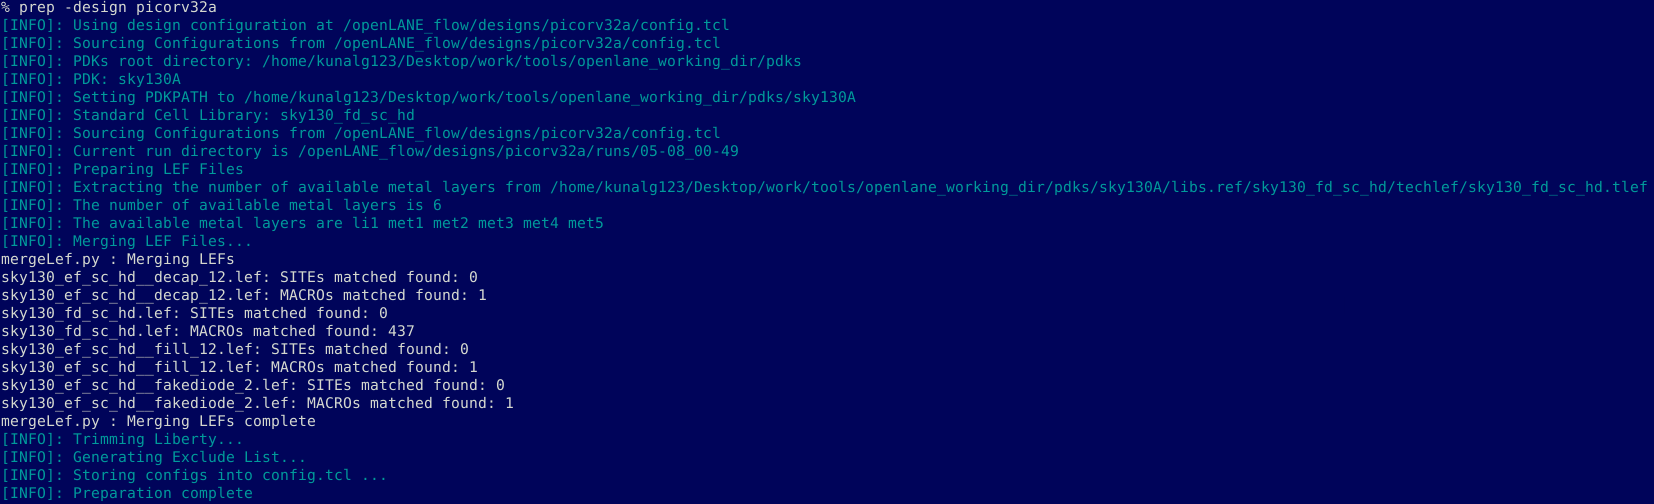 % prep -design picorv32a
[INFO]: Using design configuration at /openLANE_flow/designs/picorv32a/config.tcl
[INFO]: Sourcing Configurations from /openLANE_flow/designs/picorv32a/config.tcl
[INFO]: PDKs root directory: /home/kunalg123/Desktop/work/tools/openlane_working_dir/pdks
[INFO]: PDK: sky130A
[INFO]: Setting PDKPATH to /home/kunalg123/Desktop/work/tools/openlane_working_dir/pdks/sky130A
[INFO]: Standard Cell Library: sky130_fd_sc_hd
[INFO]: Sourcing Configurations from /openLANE_flow/designs/picorv32a/config.tcl
[INFO]: Current run directory is /openLANE_flow/designs/picorv32a/runs/05-08_00-49
[INFO]: Preparing LEF Files
[INFO]: Extracting the number of available metal layers from /home/kunalg123/Desktop/work/tools/openlane_working_dir/pdks/sky130A/libs.ref/sky130_fd_sc_hd/techlef/sky130_fd_sc_hd.tlef
[INFO]: The number of available metal layers is 6
[INFO]: The available metal layers are li1 met1 met2 met3 met4 met5
[INFO]: Merging LEF Files...
mergeLef.py : Merging LEFs
sky130_ef_sc_hd__decap_12.lef: SITEs matched found: 0
sky130_ef_sc_hd__decap_12.lef: MACROs matched found: 1
sky130_fd_sc_hd.lef: SITEs matched found: 0
sky130_fd_sc_hd.lef: MACROs matched found: 437
sky130_ef_sc_hd__fill_12.lef: SITEs matched found: 0
sky130_ef_sc_hd__fill_12.lef: MACROs matched found: 1
sky130_ef_sc_hd__fakediode_2.lef: SITEs matched found: 0
sky130_ef_sc_hd__fakediode_2.lef: MACROs matched found: 1
mergeLef.py : Merging LEFs complete
[INFO]: Trimming Liberty...
[INFO]: Generating Exclude List...
[INFO]: Storing configs into config.tcl ...
[INFO]: Preparation complete